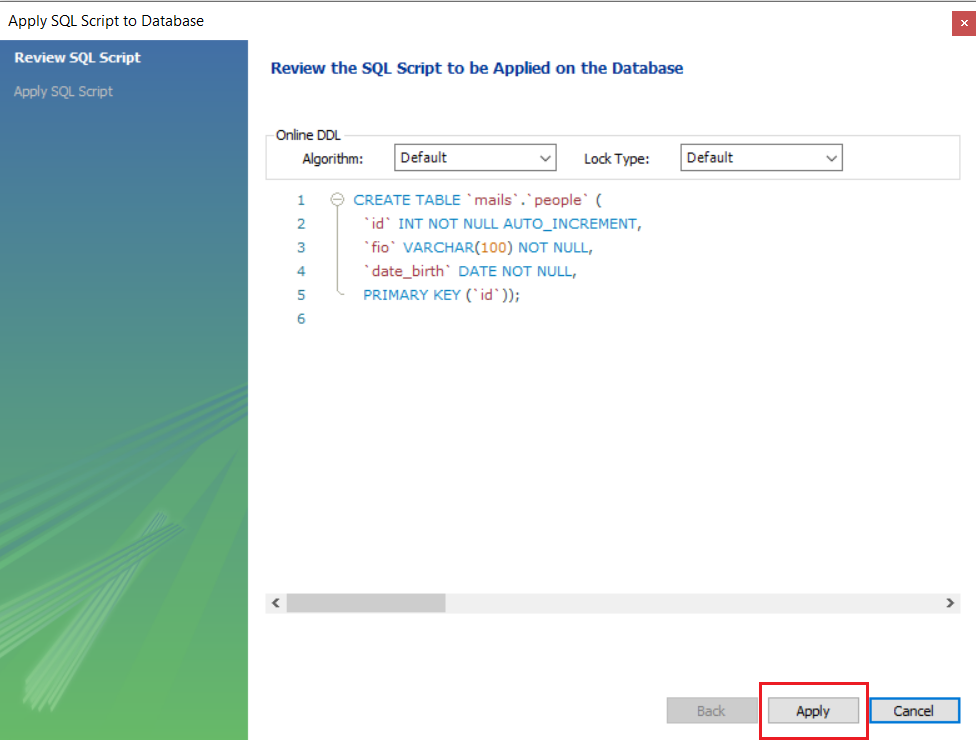 Apply SQL Script to Database
Review SQL Script
Apply SQL Script
Review the SQL Script to be Applied on the Database
Online DDL
Algorithm: Default Lock Type: Default
1 CREATE TABLE `mails`.`people` (
2 `id` INT NOT NULL AUTO_INCREMENT,
3 `fio` VARCHAR(100) NOT NULL,
4 `date_birth` DATE NOT NULL,
5 PRIMARY KEY (`id`));
6
Back Apply Cancel